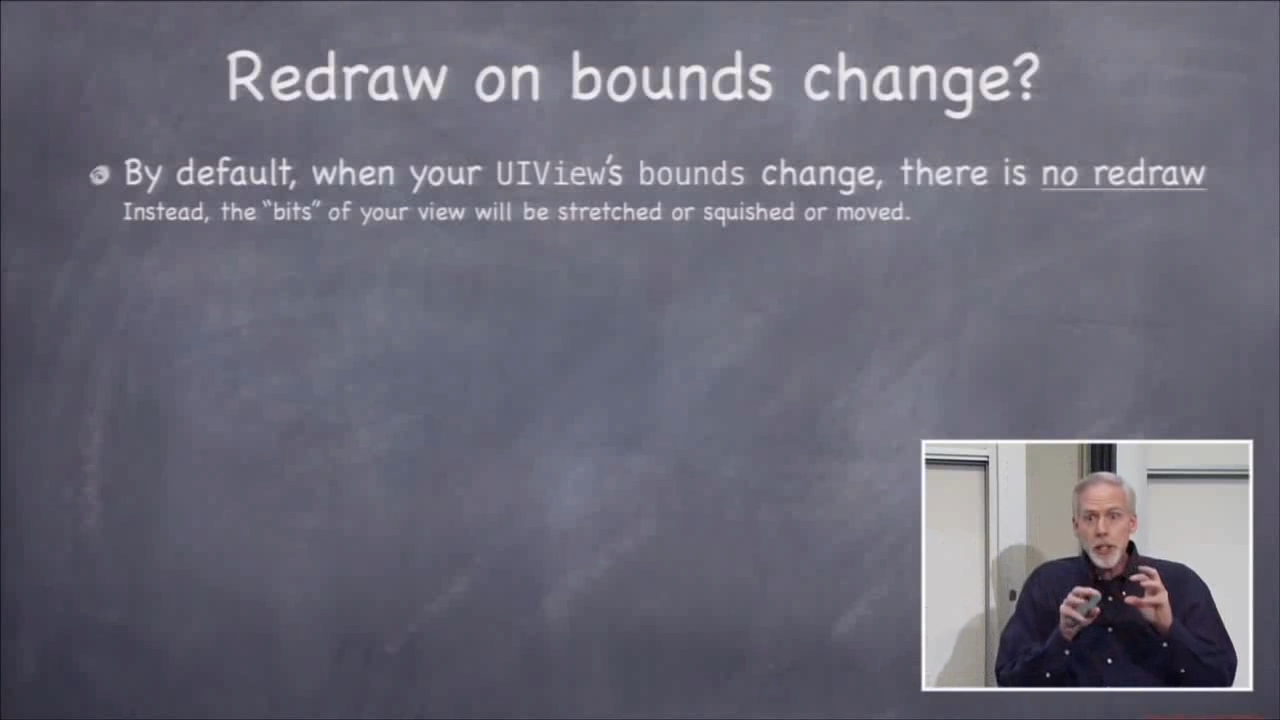 Redraw on bounds change?
By default, when your UIView's bounds change, there is no redraw
Instead, the “bits” of your view will be stretched or squished or moved.